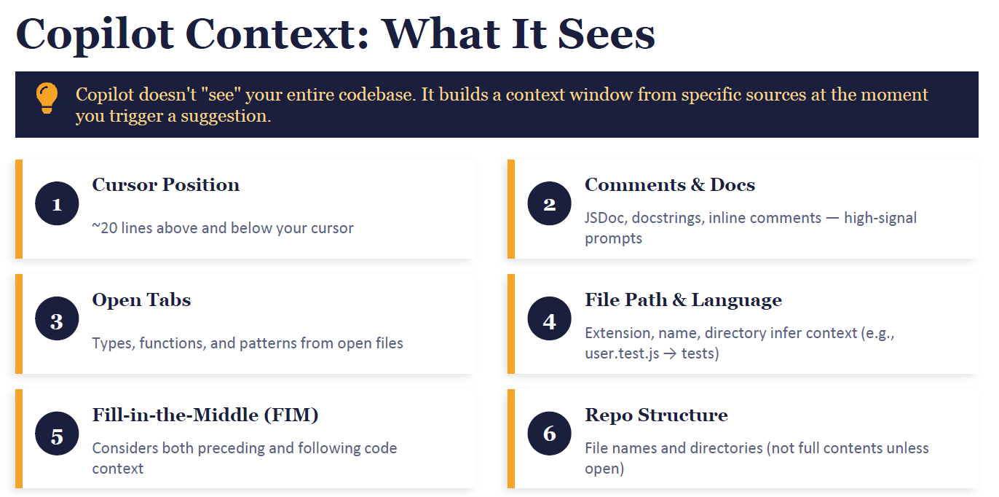 Copilot Context: What It Sees
Copilot doesn't "see" your entire codebase. It builds a context window from specific sources at the moment
you trigger a suggestion.
1
Cursor Position
~20 lines above and below your cursor
2
Comments & Docs
JSDoc, docstrings, inline comments — high-signal
prompts
3
Open Tabs
Types, functions, and patterns from open files
4
File Path & Language
Extension, name, directory infer context (e.g.,
user.test.js → tests)
5
Fill-in-the-Middle (FIM)
Considers both preceding and following code
context
6
Repo Structure
File names and directories (not full contents unless
open)